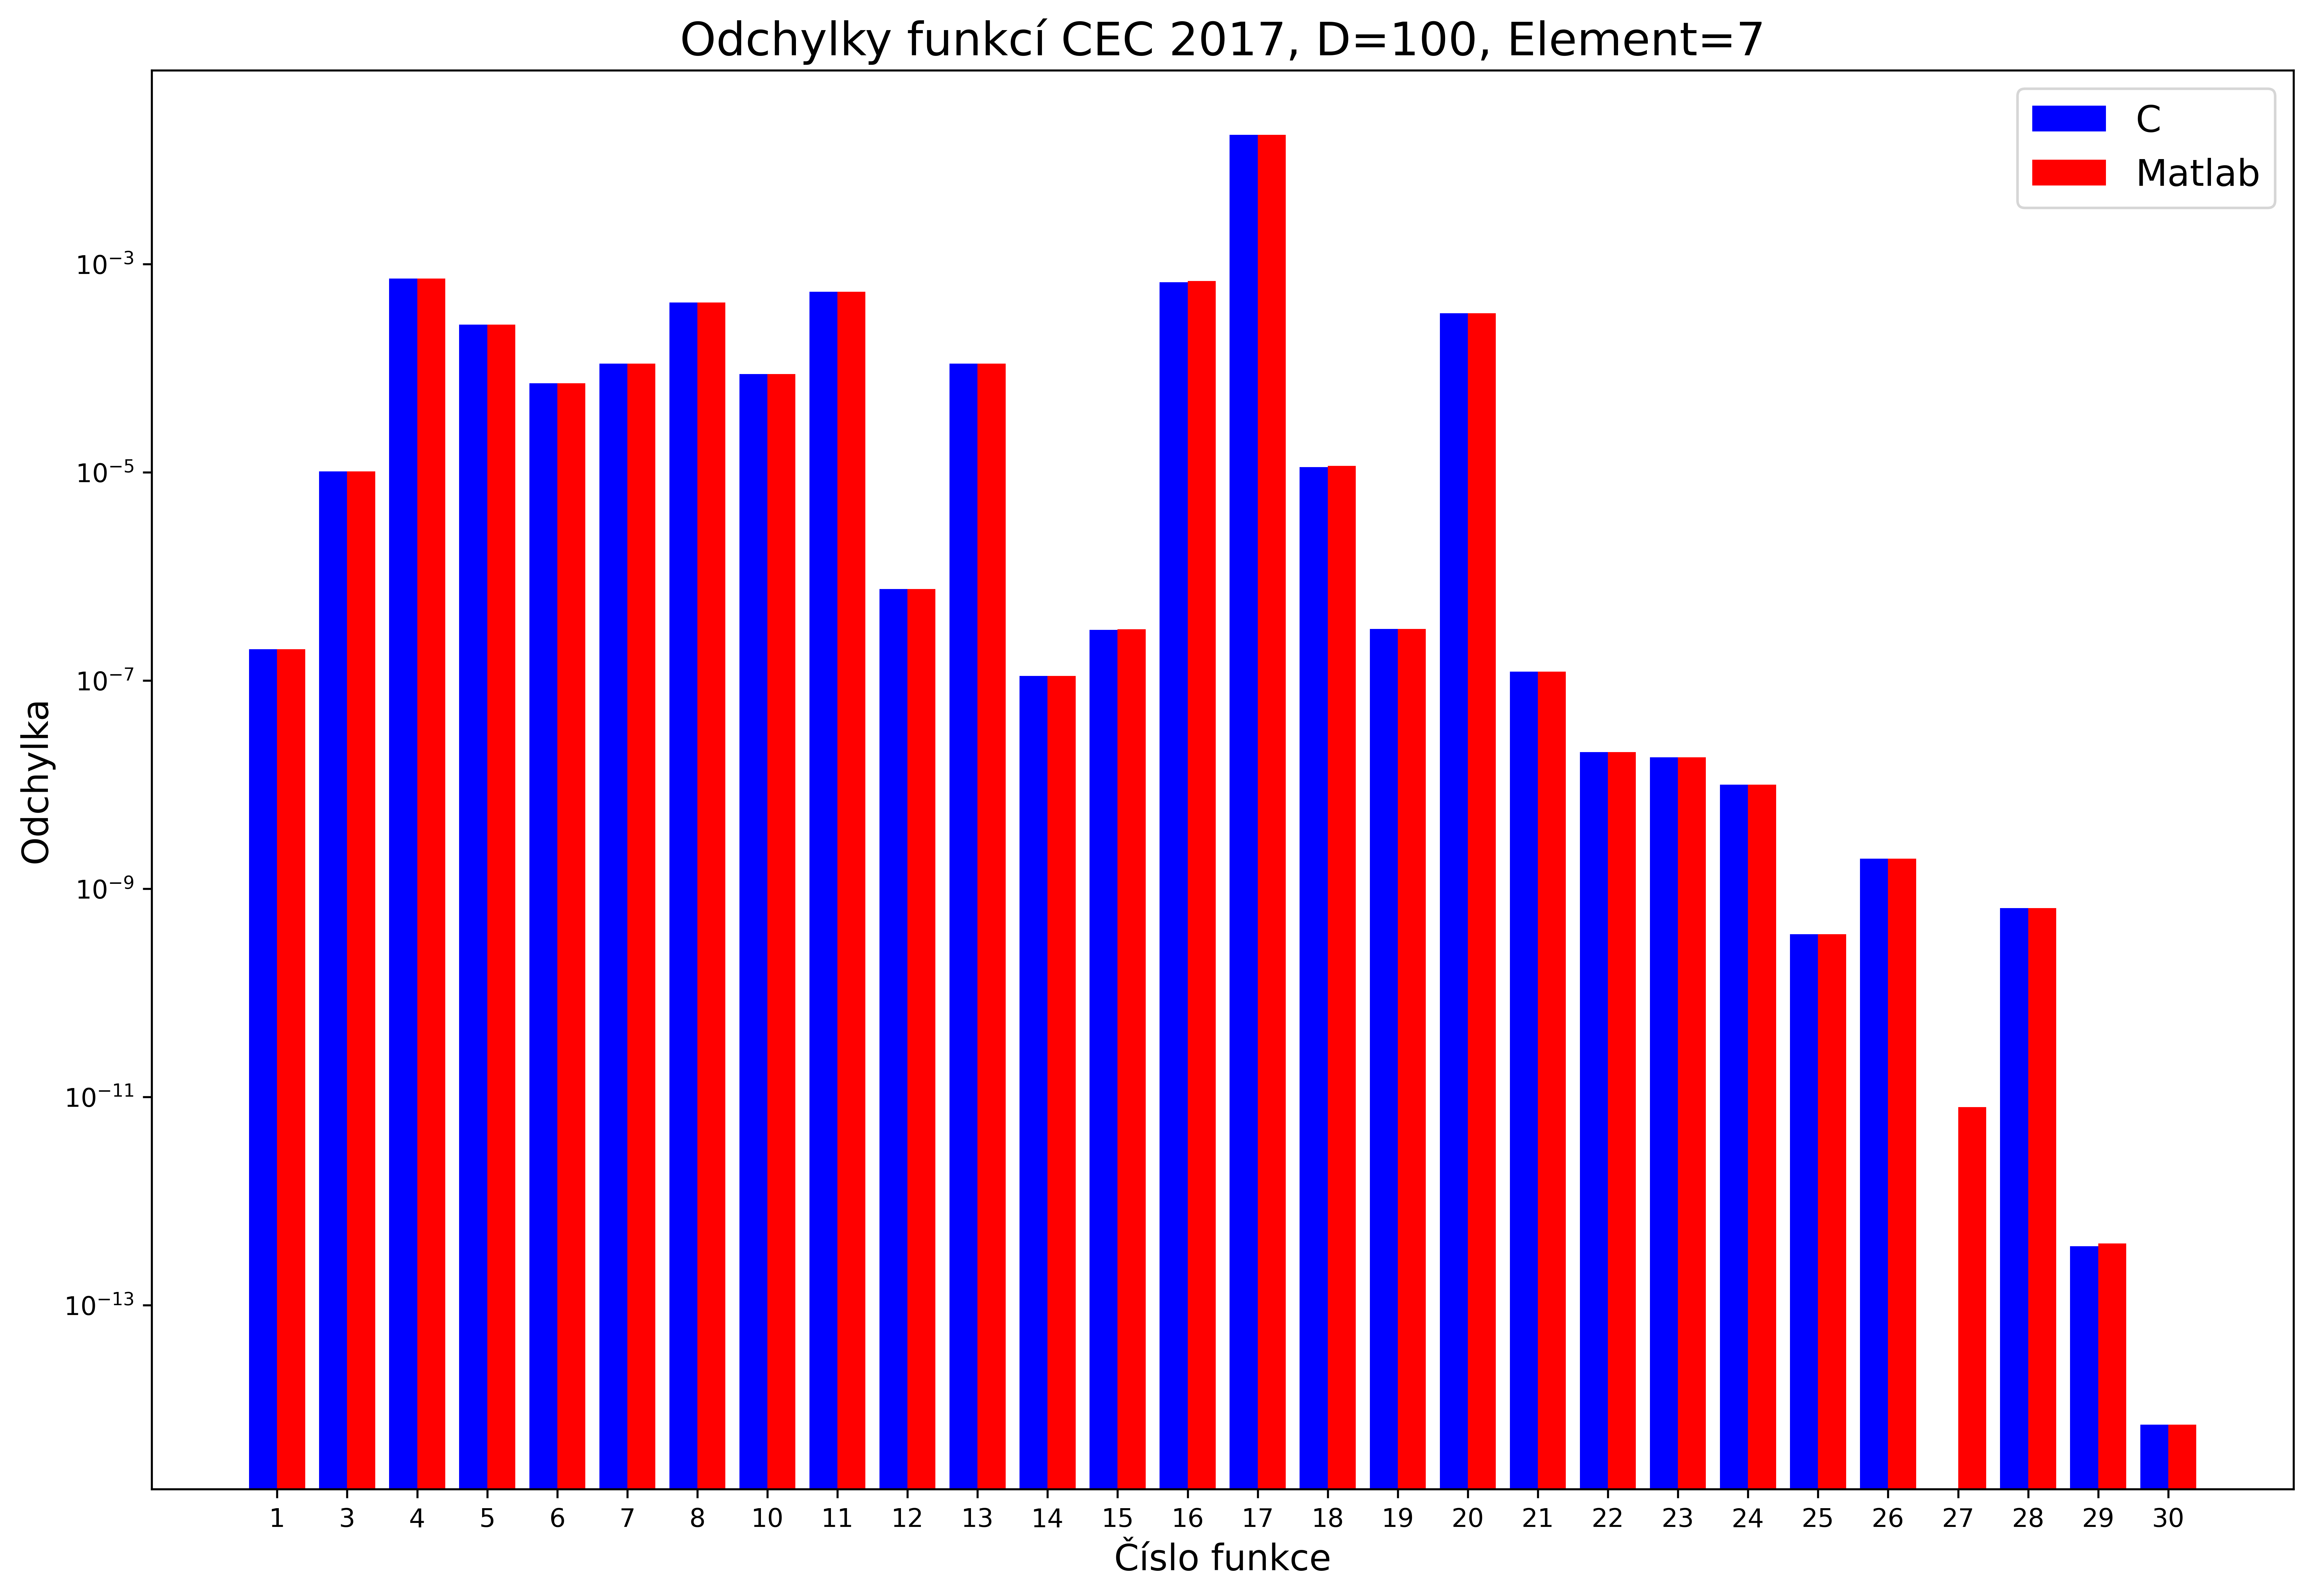 Odchylky funkcí CEC 2017, D=100, Element=7
C
Matlab
10⁻³
10⁻⁵
10⁻⁷
10⁻⁹
10⁻¹¹
10⁻¹³
Odchylka
1 3 4 5 6 7 8 10 11 12 13 14 15 16 17 18 19 20 21 22 23 24 25 26 27 28 29 30
Číslo funkce